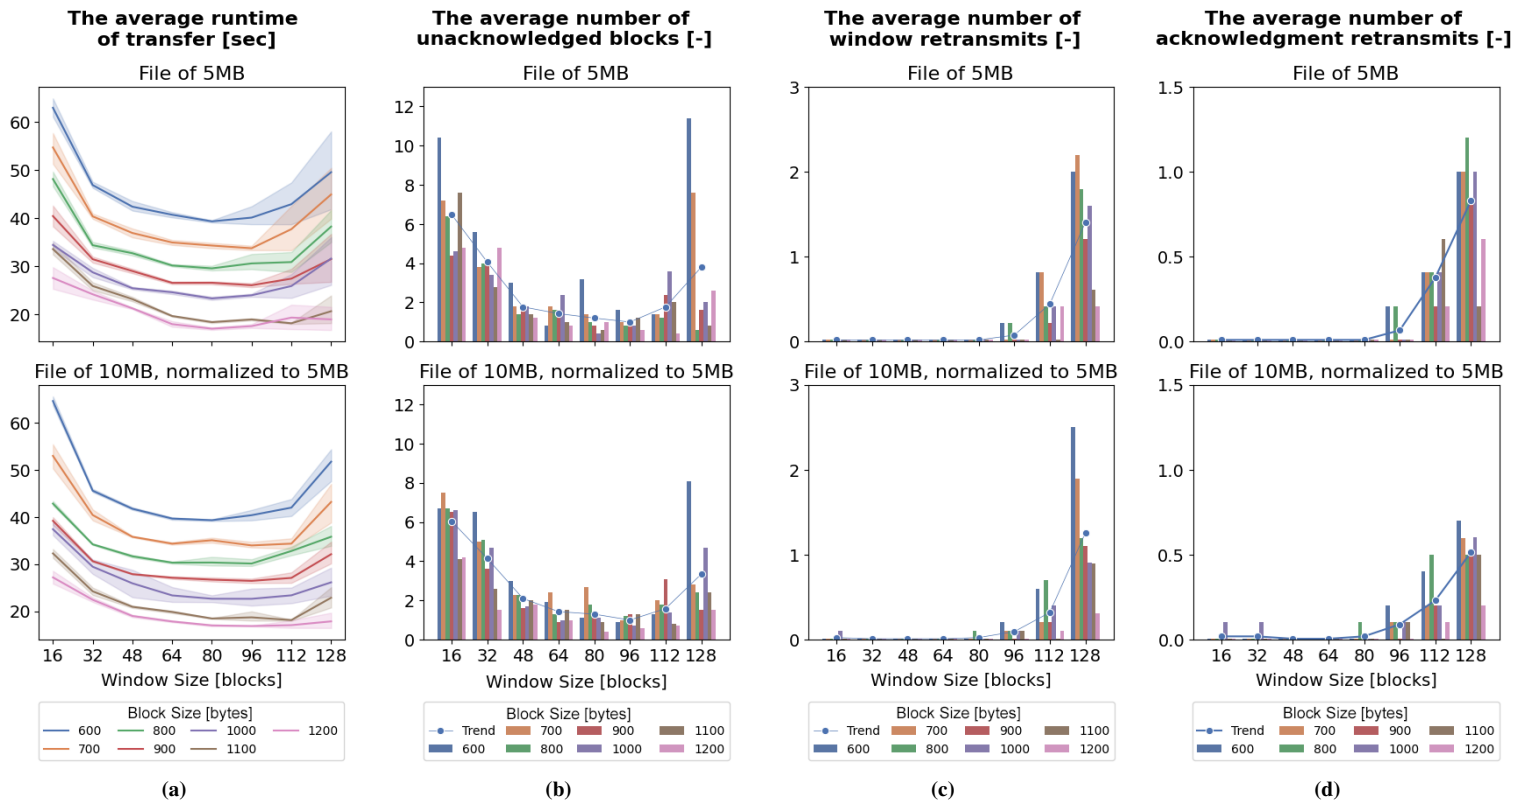 The average runtime
of transfer [sec]
The average number of
unacknowledged blocks [-]
The average number of
window retransmits [-]
The average number of
acknowledgment retransmits [-]
File of 5MB
File of 5MB
File of 5MB
File of 5MB
60
50
40
30
20
12
10
8
6
4
2
0
3
2
1
0
1.5
1.0
0.5
0.0
File of 10MB, normalized to 5MB
File of 10MB, normalized to 5MB
File of 10MB, normalized to 5MB
File of 10MB, normalized to 5MB
60
50
40
30
20
12
10
8
6
4
2
0
3
2
1
0
1.5
1.0
0.5
0.0
16 32 48 64 80 96 112 128
16 32 48 64 80 96 112 128
16 32 48 64 80 96 112 128
16 32 48 64 80 96 112 128
Window Size [blocks]
Window Size [blocks]
Window Size [blocks]
Window Size [blocks]
Block Size [bytes]
600 800 1000 1200
700 900 1100
Block Size [bytes]
Trend 700 900 1100
600 800 1000 1200
Block Size [bytes]
Trend 700 900 1100
600 800 1000 1200
Block Size [bytes]
Trend 700 900 1100
600 800 1000 1200
(a)
(b)
(c)
(d)